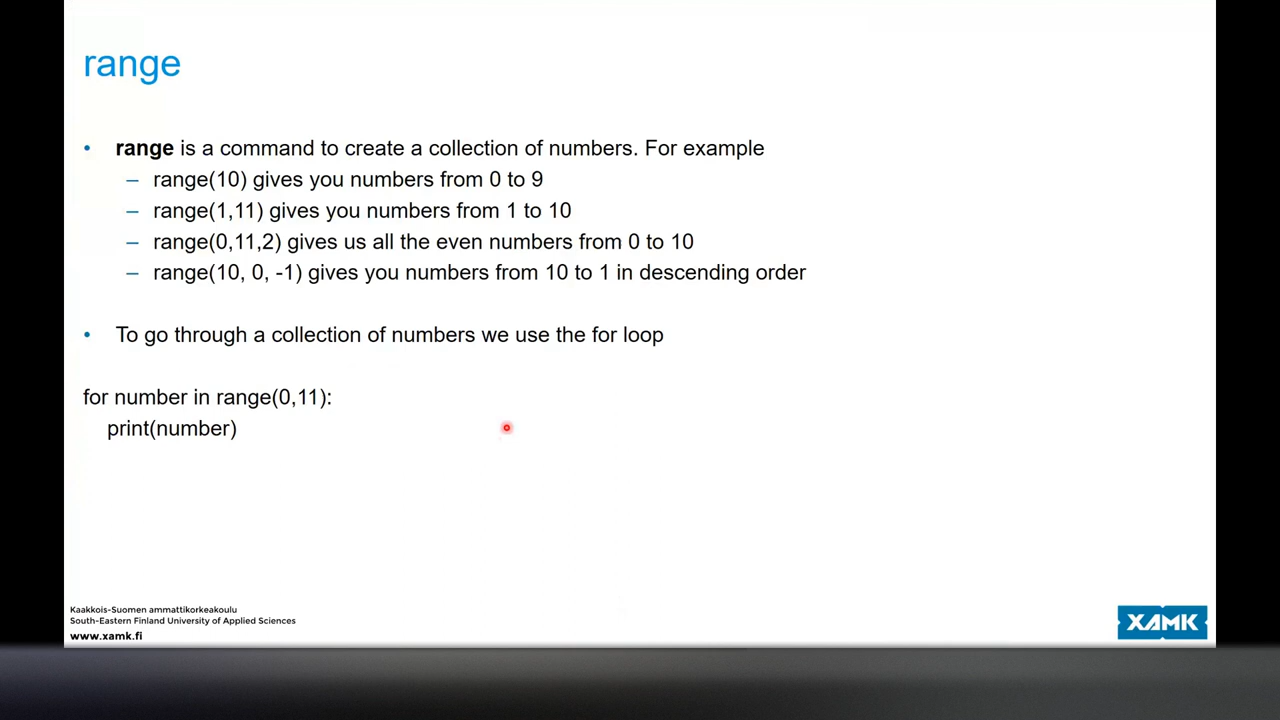 range
• range is a command to create a collection of numbers. For example
– range(10) gives you numbers from 0 to 9
– range(1,11) gives you numbers from 1 to 10
– range(0,11,2) gives us all the even numbers from 0 to 10
– range(10, 0, -1) gives you numbers from 10 to 1 in descending order
• To go through a collection of numbers we use the for loop
for number in range(0,11):
print(number)
Kaakkois-Suomen ammattikorkeakoulu
South-Eastern Finland University of Applied Sciences
www.xamk.fi
XAMK